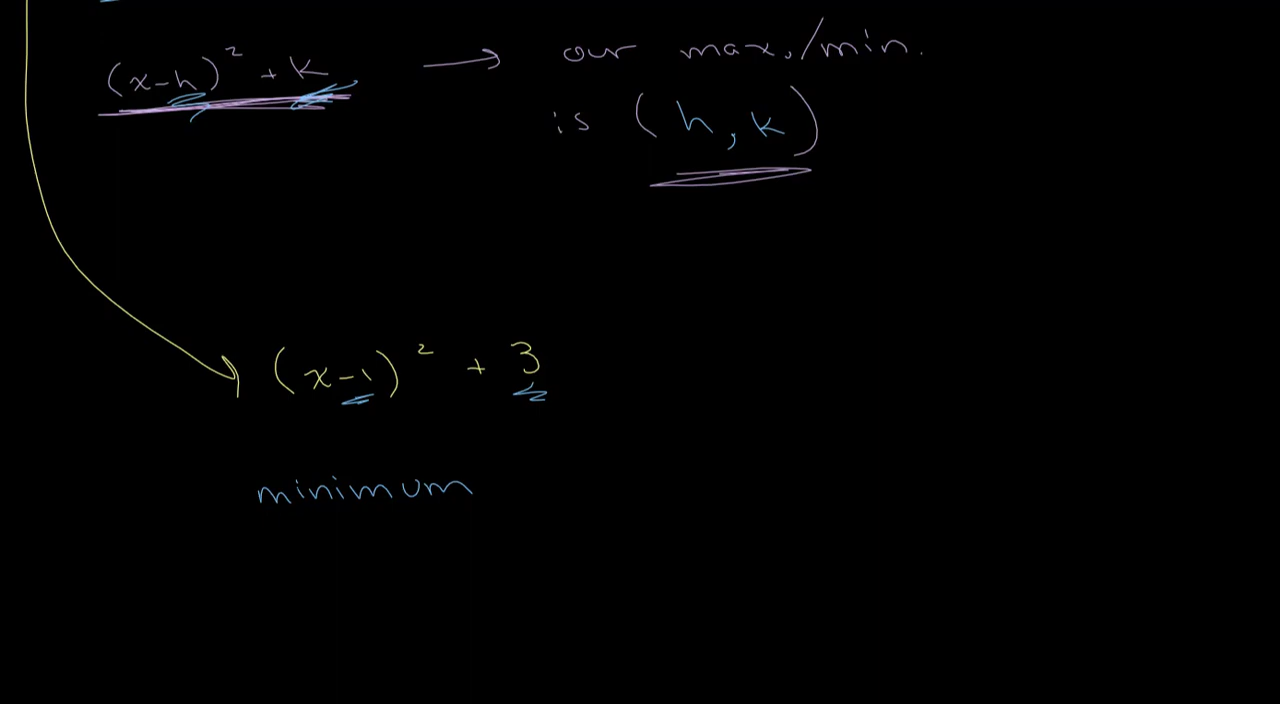 (x-h)² + k → our max./min.
is (h, k)
(x-1)² + 3
minimum